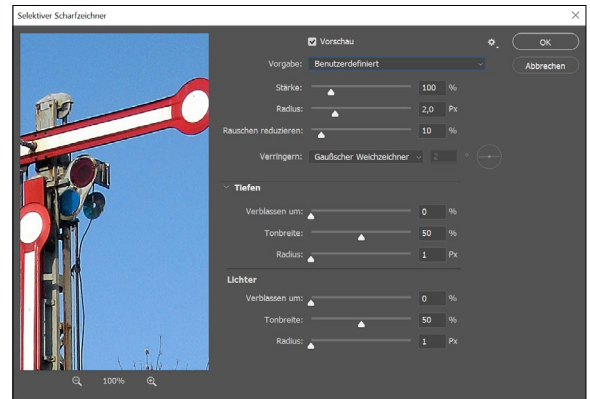 Selektiver Scharfzeichner
Vorschau
OK
Vorgabe: Benutzerdefiniert
Abbrechen
Stärke: 100 %
Radius: 2,0 Px
Rauschen reduzieren: 10 %
Verringern: Gaußscher Weichzeichner 2 °
Tiefen
Verblassen um: 0 %
Tonbreite: 50 %
Radius: 1 Px
Lichter
Verblassen um: 0 %
Tonbreite: 50 %
Radius: 1 Px
100%